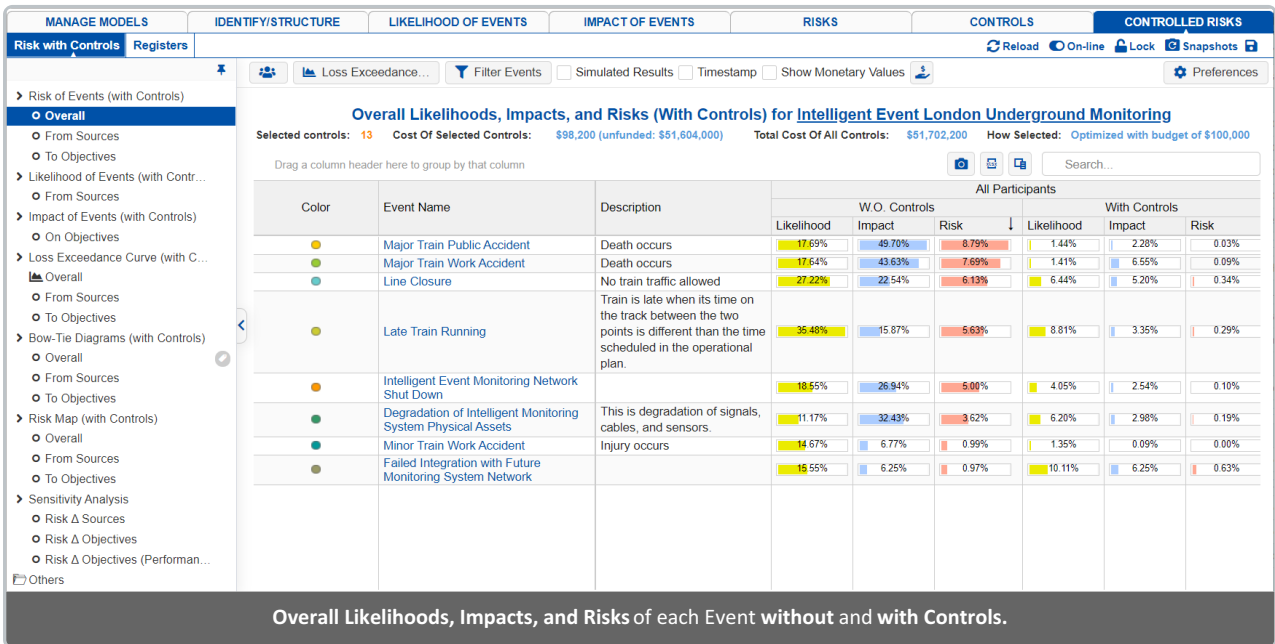 MANAGE MODELS IDENTIFY/STRUCTURE LIKELIHOOD OF EVENTS IMPACT OF EVENTS RISKS CONTROLS CONTROLLED RISKS
Risk with Controls Registers Reload On-line Lock Snapshots
Loss Exceedance... Filter Events Simulated Results Timestamp Show Monetary Values Preferences
Risk of Events (with Controls)
Overall
From Sources
To Objectives
Likelihood of Events (with Contr...
From Sources
Impact of Events (with Controls)
On Objectives
Loss Exceedance Curve (with C...
Overall
From Sources
To Objectives
Bow-Tie Diagrams (with Controls)
Overall
From Sources
To Objectives
Risk Map (with Controls)
Overall
From Sources
To Objectives
Sensitivity Analysis
Risk Δ Sources
Risk Δ Objectives
Risk Δ Objectives (Performan...
Others
Overall Likelihoods, Impacts, and Risks (With Controls) for Intelligent Event London Underground Monitoring
Selected controls: 13 Cost Of Selected Controls: $98,200 (unfunded: $51,604,000) Total Cost Of All Controls: $51,702,200 How Selected: Optimized with budget of $100,000
Drag a column header here to group by that column Search...
All Participants
Color Event Name Description W.O. Controls With Controls
Likelihood Impact Risk ↓ Likelihood Impact Risk
Major Train Public Accident Death occurs 17.69% 49.70% 8.79% 1.44% 2.28% 0.03%
Major Train Work Accident Death occurs 17.64% 43.63% 7.69% 1.41% 6.55% 0.09%
Line Closure No train traffic allowed 27.22% 22.54% 6.13% 6.44% 5.20% 0.34%
Train is late when its time on
the track between the two
Late Train Running points is different than the time 35.48% 15.87% 5.63% 8.81% 3.35% 0.29%
scheduled in the operational
plan.
Intelligent Event Monitoring Network
Shut Down 18.55% 26.94% 5.00% 4.05% 2.54% 0.10%
Degradation of Intelligent Monitoring This is degradation of signals,
System Physical Assets cables, and sensors. 11.17% 32.43% 3.62% 6.20% 2.98% 0.19%
Minor Train Work Accident Injury occurs 14.67% 6.77% 0.99% 1.35% 0.09% 0.00%
Failed Integration with Future
Monitoring System Network 15.55% 6.25% 0.97% 10.11% 6.25% 0.63%
Overall Likelihoods, Impacts, and Risks of each Event without and with Controls.